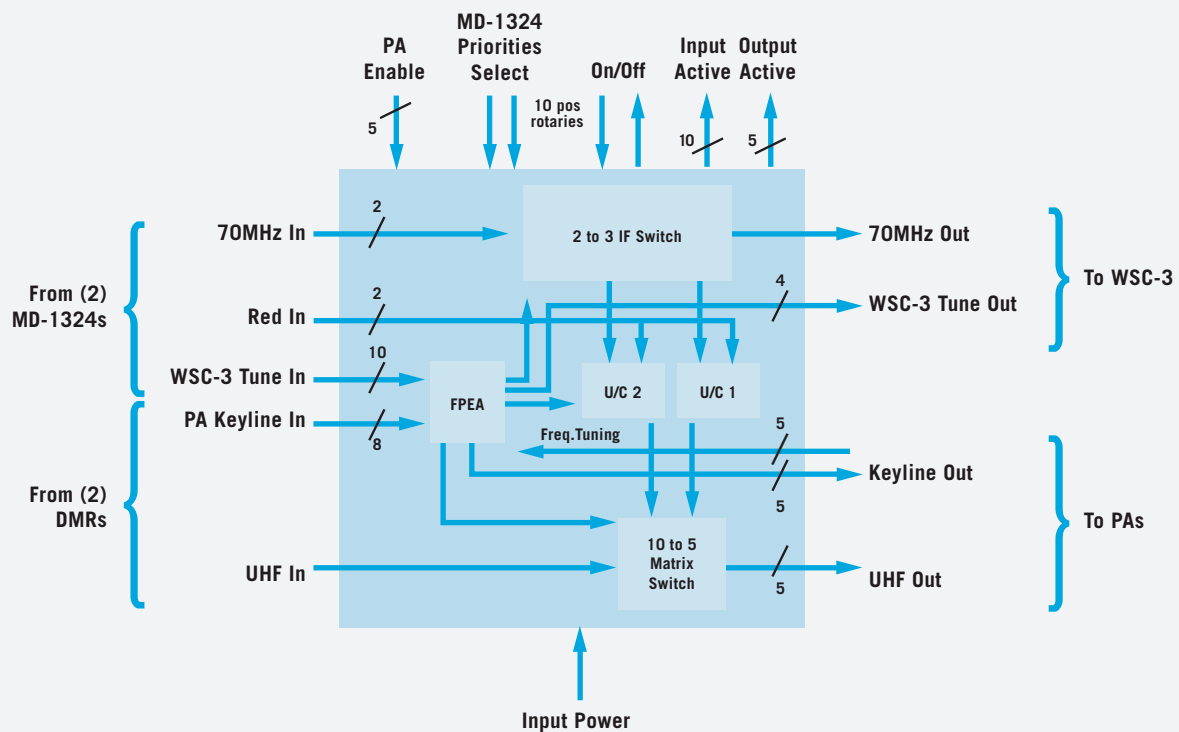 PA
Enable
5
MD-1324
Priorities
Select
10 pos
rotaries
On/Off
Input
Active
10
Output
Active
5
From (2)
MD-1324s
70MHz In
2
2 to 3 IF Switch
70MHz Out
Red In
2
4
WSC-3 Tune Out
To WSC-3
WSC-3 Tune In
10
PA Keyline In
8
FPEA
U/C 2
U/C 1
Freq.Tuning
5
Keyline Out
5
From (2)
DMRs
UHF In
10 to 5
Matrix
Switch
5
UHF Out
To PAs
Input Power